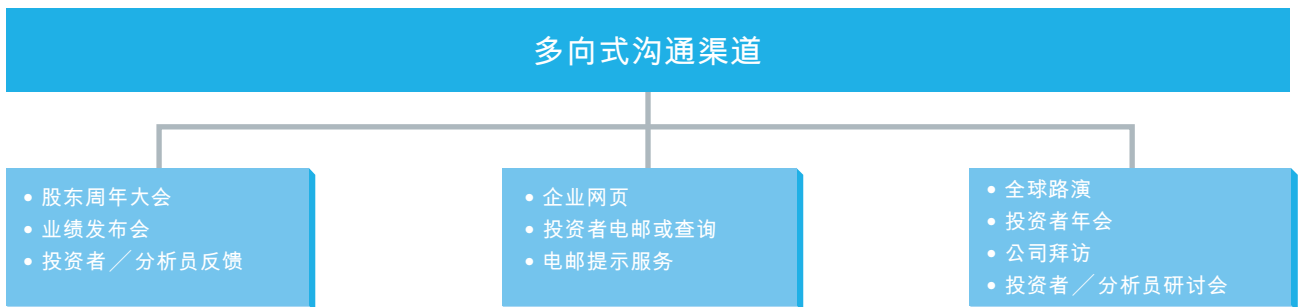 多向式沟通渠道
• 股东周年大会
• 业绩发布会
• 投资者／分析员反馈
• 企业网页
• 投资者电邮或查询
• 电邮提示服务
• 全球路演
• 投资者年会
• 公司拜访
• 投资者／分析员研讨会